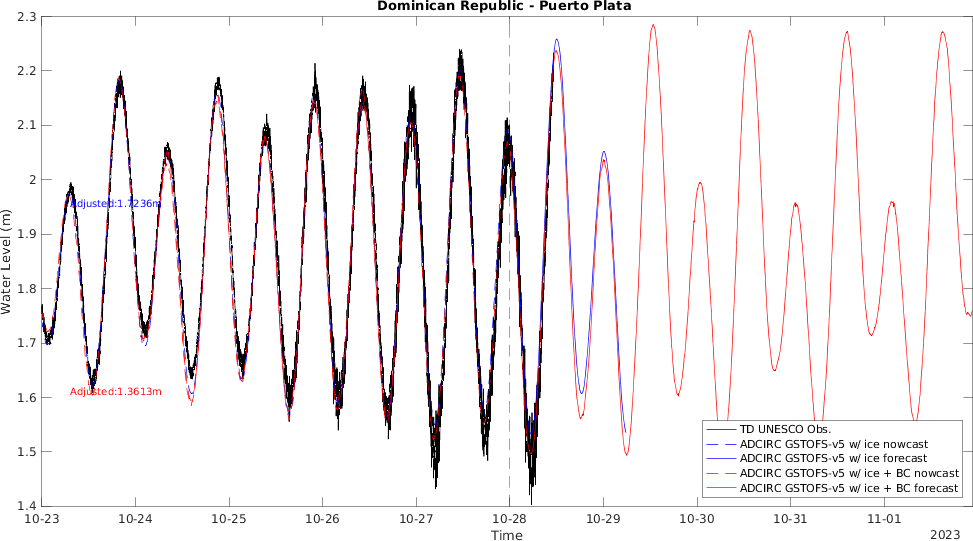 Dominican Republic - Puerto Plata
2.3
2.2
2.1
2
1.9
1.8
1.7
1.6
1.5
1.4
Water Level (m)
Adjusted:1.7236m
Adjusted:1.3613m
TD UNESCO Obs.
ADCIRC GSTOFS-v5 w/ ice nowcast
ADCIRC GSTOFS-v5 w/ ice forecast
ADCIRC GSTOFS-v5 w/ ice + BC nowcast
ADCIRC GSTOFS-v5 w/ ice + BC forecast
10-23 10-24 10-25 10-26 10-27 10-28 10-29 10-30 10-31 11-01
Time
2023